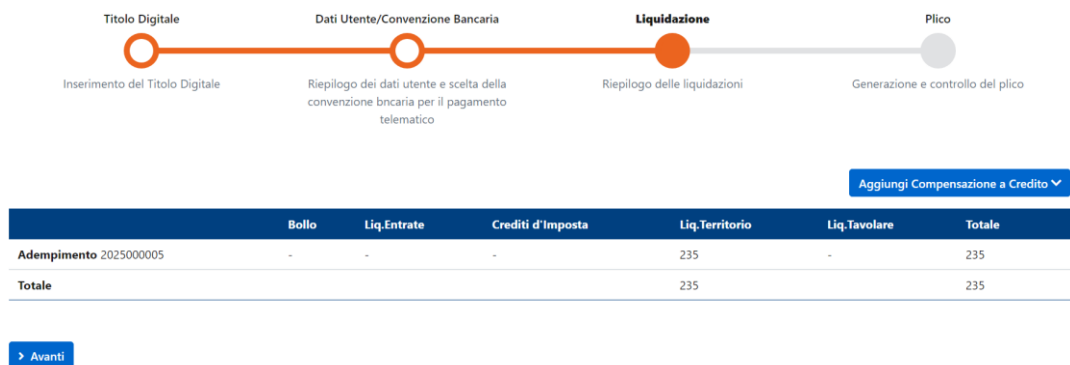 Titolo Digitale
Dati Utente/Convenzione Bancaria
Liquidazione
Plico
Inserimento del Titolo Digitale
Riepilogo dei dati utente e scelta della
convenzione bncaria per il pagamento
telematico
Riepilogo delle liquidazioni
Generazione e controllo del plico
Aggiungi Compensazione a Credito
Bollo Liq.Entrate Crediti d'Imposta Liq.Territorio Liq.Tavolare Totale
Adempimento 2025000005 - - - 235 - 235
Totale 235 235
> Avanti